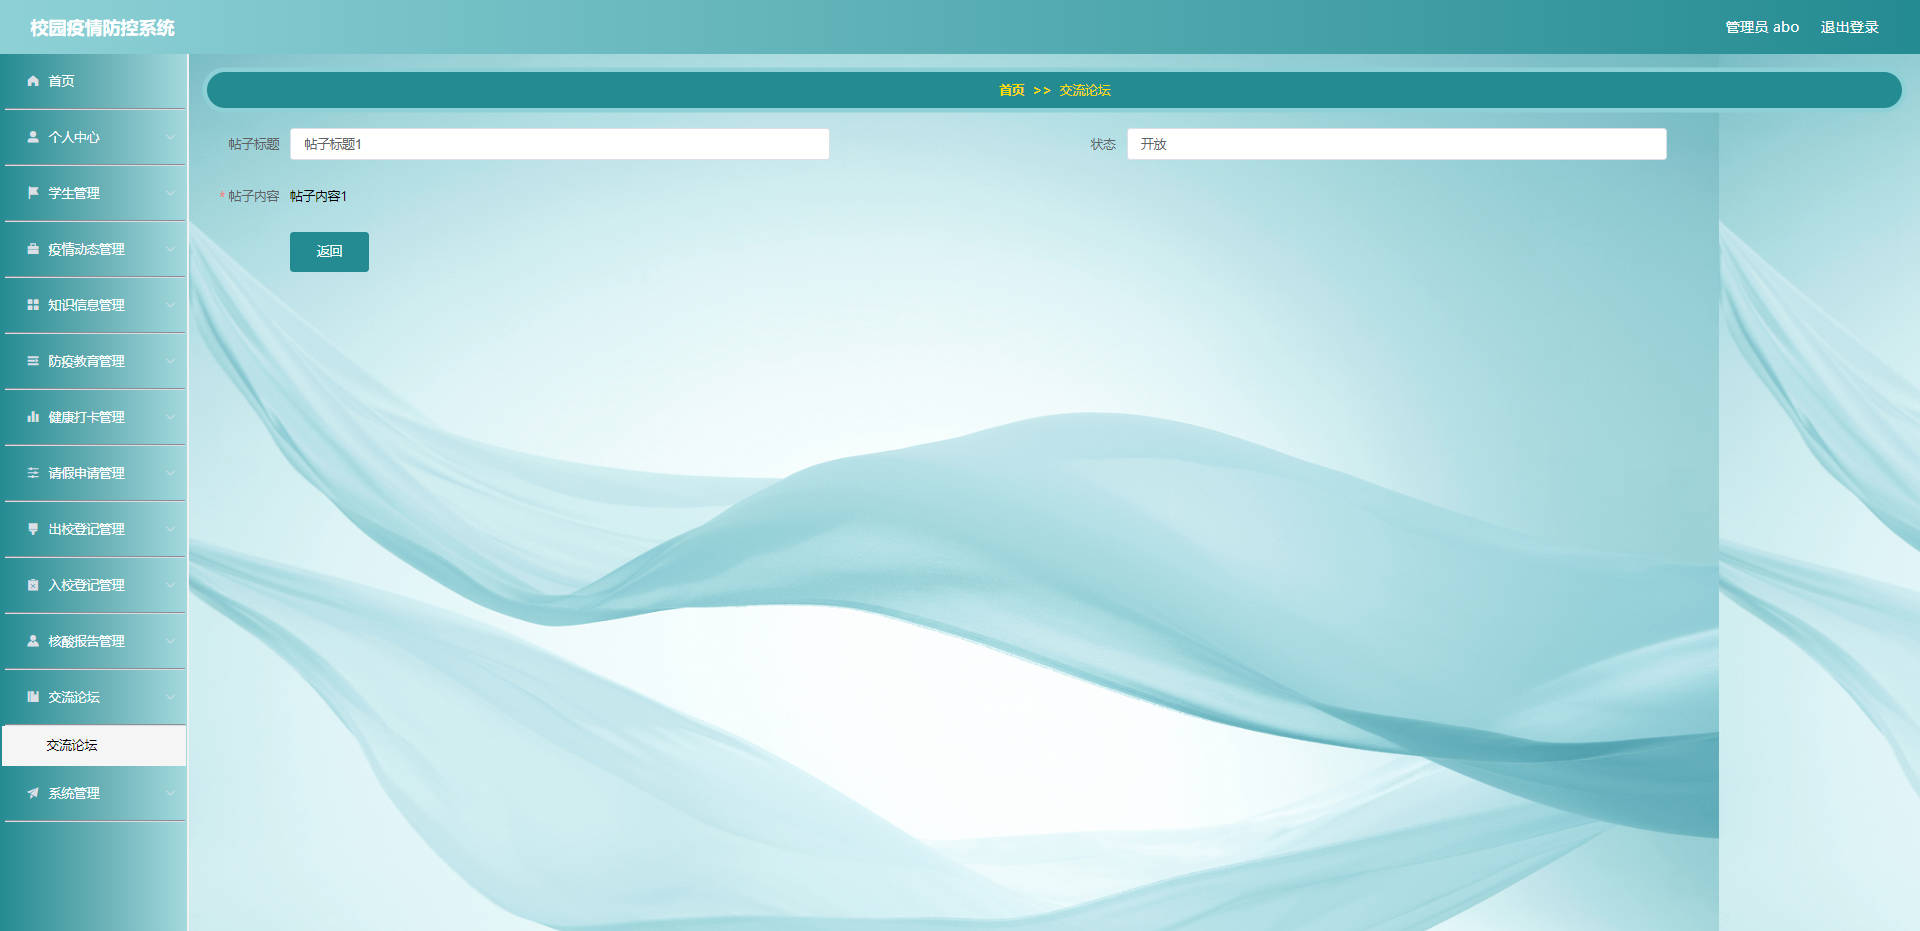 校园疫情防控系统
管理员 abo 退出登录
首页
个人中心
学生管理
疫情动态管理
知识信息管理
防疫教育管理
健康打卡管理
请假申请管理
出校登记管理
入校登记管理
核酸报告管理
交流论坛
交流论坛
系统管理
首页 >> 交流论坛
帖子标题 帖子标题1
状态 开放
* 帖子内容 帖子内容1
返回